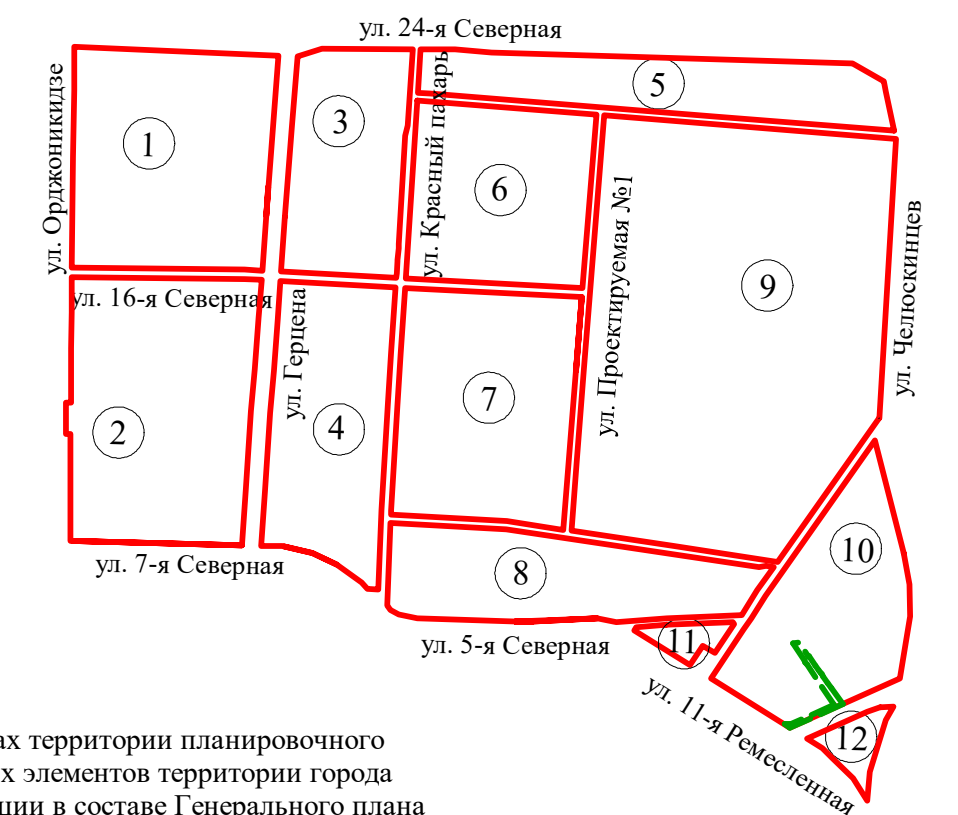 ул. 24-я Северная
5
3
1
ул. Орджоникидзе
ул. Красный пахарь
6
ул. Проектируемая №1
9
ул. Челюскинцев
ул. 16-я Северная
ул. Герцена
7
2
4
10
ул. 7-я Северная
8
ул. 5-я Северная
11
ул. 11-я Ремесленная
12
ах территории планировочного
х элементов территории города
ции в составе Генерального плана